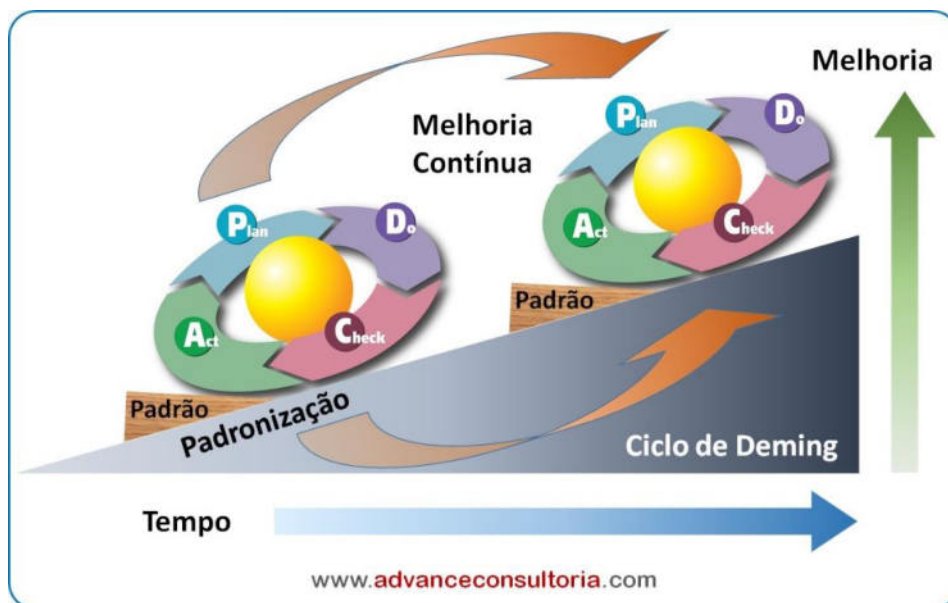 Melhoria
Plan
Do
Melhoria
Contínua
Act
Check
Plan
Do
Padrão
Act
Check
Padrão
Padronização
Ciclo de Deming
Tempo
www.advanceconsultoria.com